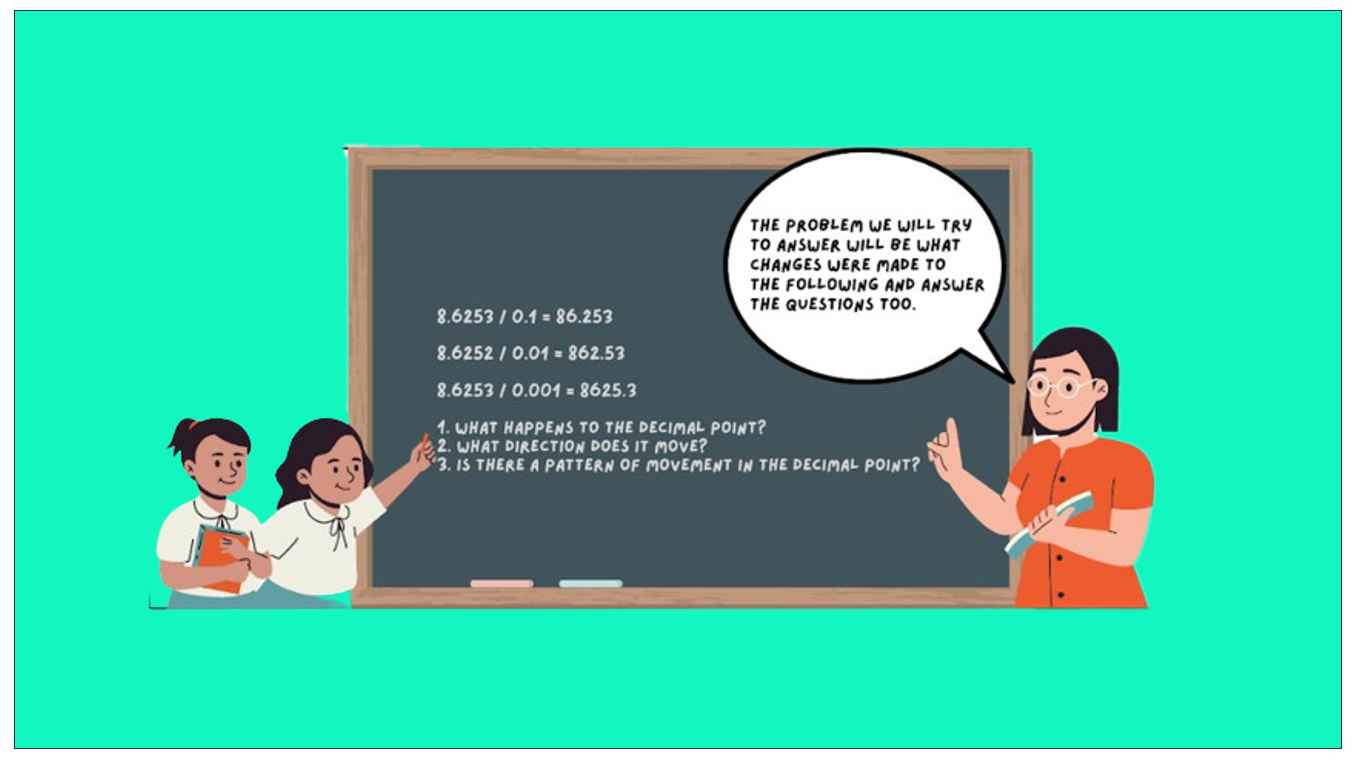 THE PROBLEM WE WILL TRY
TO ANSWER WILL BE WHAT
CHANGES WERE MADE TO
THE FOLLOWING AND ANSWER
THE QUESTIONS TOO.
8.6253 / 0.1 = 86.253
8.6252 / 0.01 = 862.53
8.6253 / 0.001 = 8625.3
1. WHAT HAPPENS TO THE DECIMAL POINT?
2. WHAT DIRECTION DOES IT MOVE?
3. IS THERE A PATTERN OF MOVEMENT IN THE DECIMAL POINT?